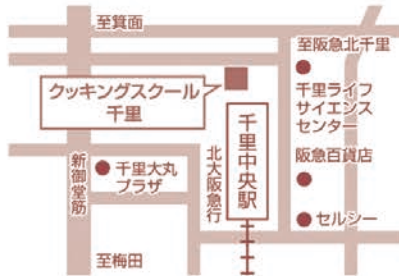 至箕面
至阪急北千里
クッキングスクール
千里
千里ライフ
サイエンス
センター
千里中央駅
阪急百貨店
新御堂筋
千里大丸
プラザ
北大阪急行
セルシー
至梅田